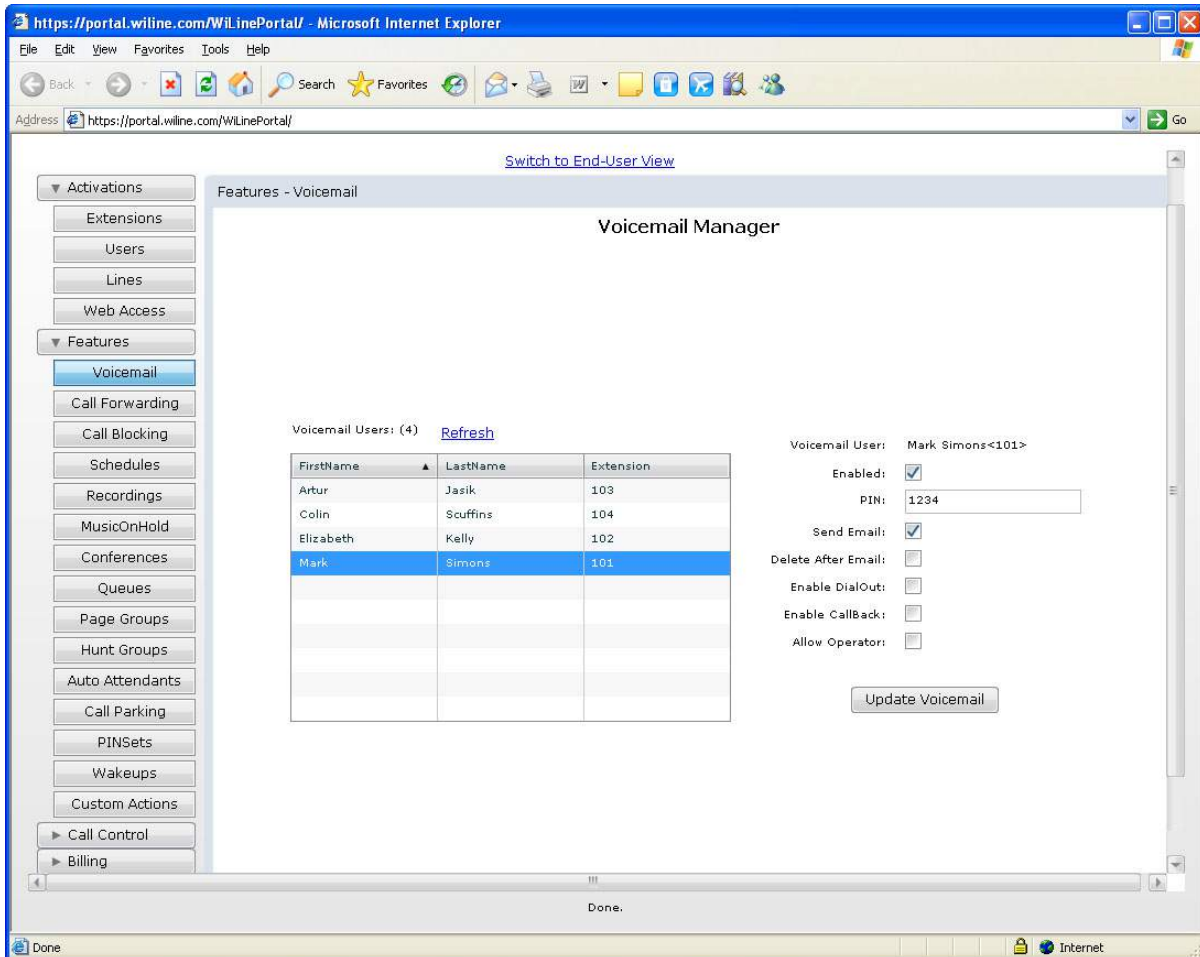 https://portal.wiline.com/WiLinePortal/ - Microsoft Internet Explorer
File Edit View Favorites Tools Help
Back Search Favorites
Address https://portal.wiline.com/WiLinePortal/ Go
Switch to End-User View
Activations
Extensions
Users
Lines
Web Access
Features
Voicemail
Call Forwarding
Call Blocking
Schedules
Recordings
MusicOnHold
Conferences
Queues
Page Groups
Hunt Groups
Auto Attendants
Call Parking
PINSets
Wakeups
Custom Actions
Call Control
Billing
Features - Voicemail
Voicemail Manager
Voicemail Users: (4) Refresh
FirstName LastName Extension
Artur Jasik 103
Colin Scuffins 104
Elizabeth Kelly 102
Mark Simons 101
Voicemail User: Mark Simons<101>
Enabled:
PIN: 1234
Send Email:
Delete After Email:
Enable DialOut:
Enable CallBack:
Allow Operator:
Update Voicemail
Done.
Done Internet